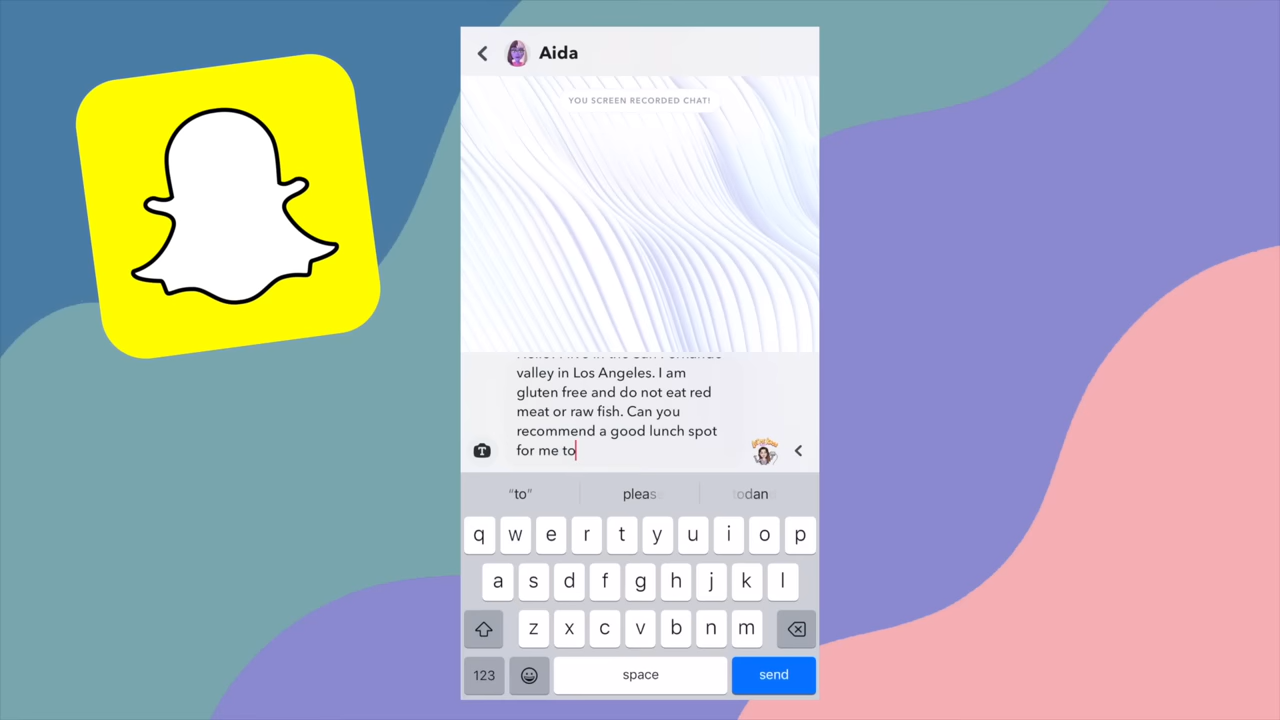 Aida
YOU SCREEN RECORDED CHAT!
valley in Los Angeles. I am
gluten free and do not eat red
meat or raw fish. Can you
recommend a good lunch spot
for me to
T
"to"
pleas
todan
q w e r t y u i o p
a s d f g h j k l
z x c v b n m
123
space
send